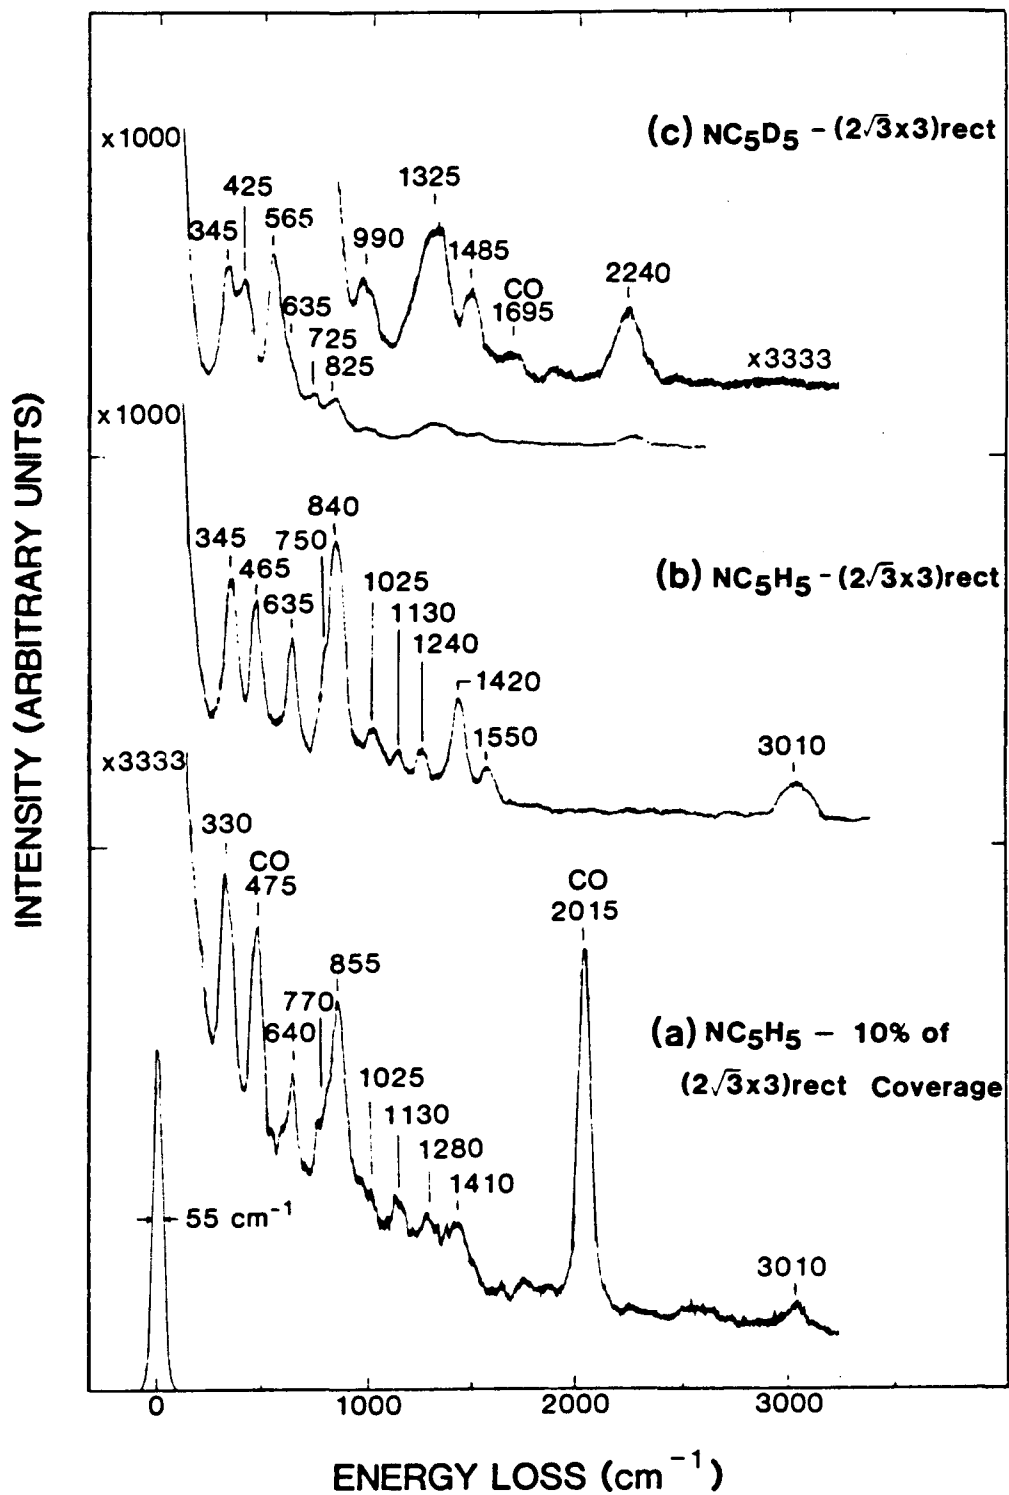 x1000
(c) NC5D5 – (2√3x3)rect
425
1325
345
565
990
1485
2240
CO
1695
635
725
825
x3333
x1000
840
345
750
465
(b) NC5H5 – (2√3x3)rect
1025
635
1130
1240
1420
1550
3010
x3333
330
CO
475
CO
2015
855
770
640
(a) NC5H5 – 10% of
(2√3x3)rect Coverage
1025
1130
1280
1410
55 cm-1
3010
0
1000
2000
3000
ENERGY LOSS (cm-1)
INTENSITY (ARBITRARY UNITS)